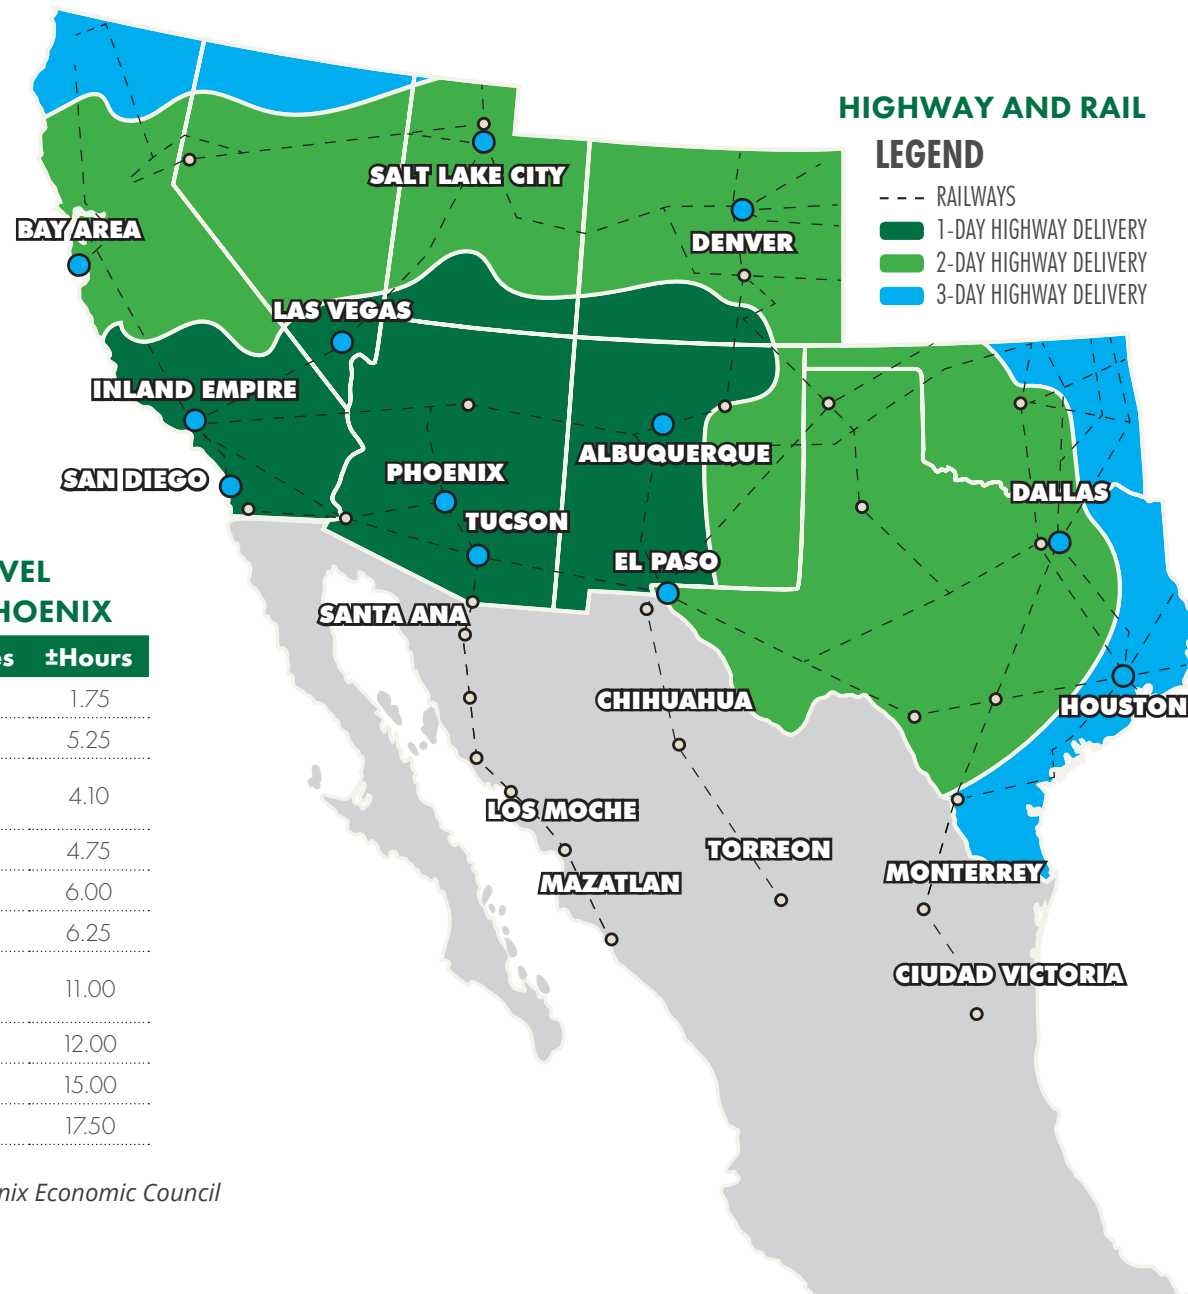 HIGHWAY AND RAIL
LEGEND
RAILWAYS
1-DAY HIGHWAY DELIVERY
2-DAY HIGHWAY DELIVERY
3-DAY HIGHWAY DELIVERY
SALT LAKE CITY
BAY AREA
DENVER
LAS VEGAS
INLAND EMPIRE
ALBUQUERQUE
SAN DIEGO
PHOENIX
DALLAS
TUCSON
EL PASO
SANTA ANA
CHIHUAHUA
HOUSTON
LOS MOCHE
TORREON
MONTERREY
MAZATLAN
CIUDAD VICTORIA
VEL
HOENIX
es ±Hours
1.75
5.25
4.10
4.75
6.00
6.25
11.00
12.00
15.00
17.50
nix Economic Council